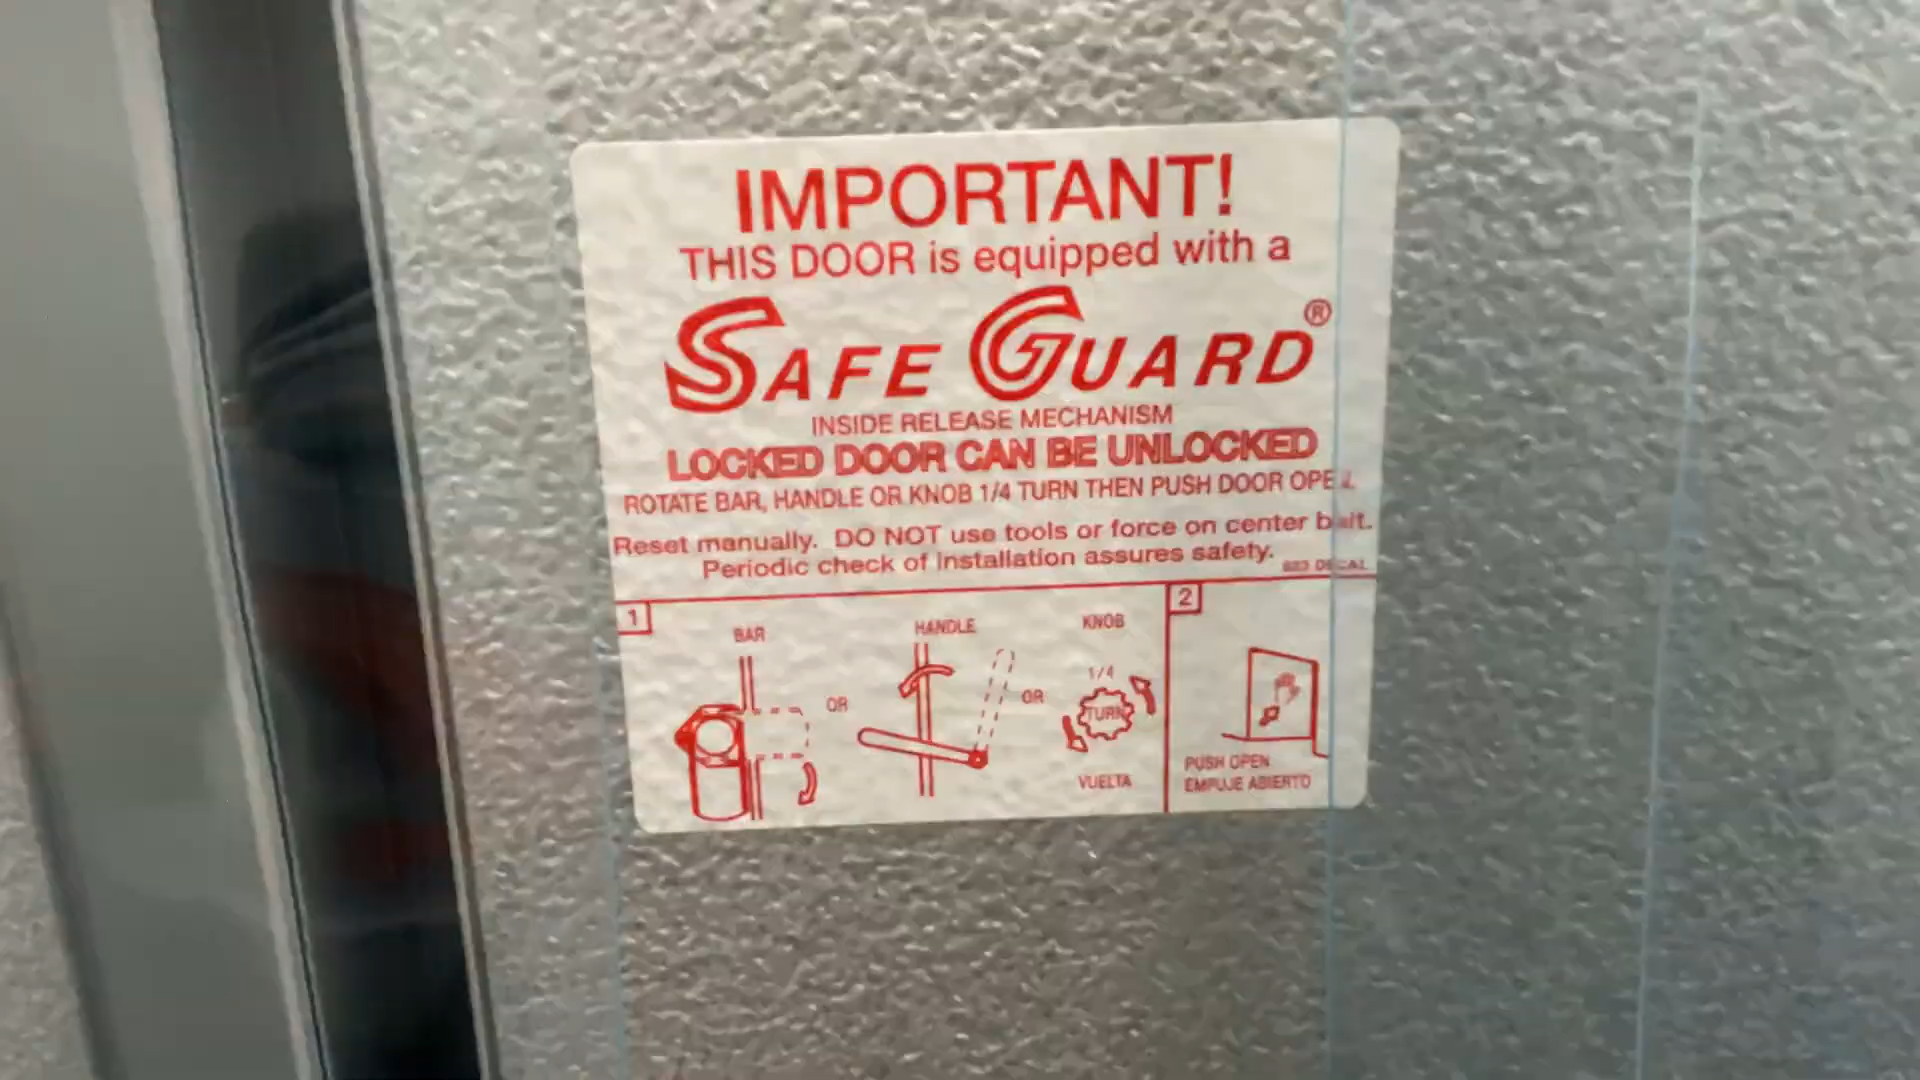 IMPORTANT!
THIS DOOR is equipped with a
SAFE GUARD®
INSIDE RELEASE MECHANISM
LOCKED DOOR CAN BE UNLOCKED
ROTATE BAR, HANDLE OR KNOB 1/4 TURN THEN PUSH DOOR OPEN.
Reset manually. DO NOT use tools or force on center bolt.
Periodic check of installation assures safety.
DECAL
1
BAR
OR
HANDLE
OR
KNOB
1/4
TURN
VUELTA
2
PUSH OPEN
EMPUJE ABIERTO